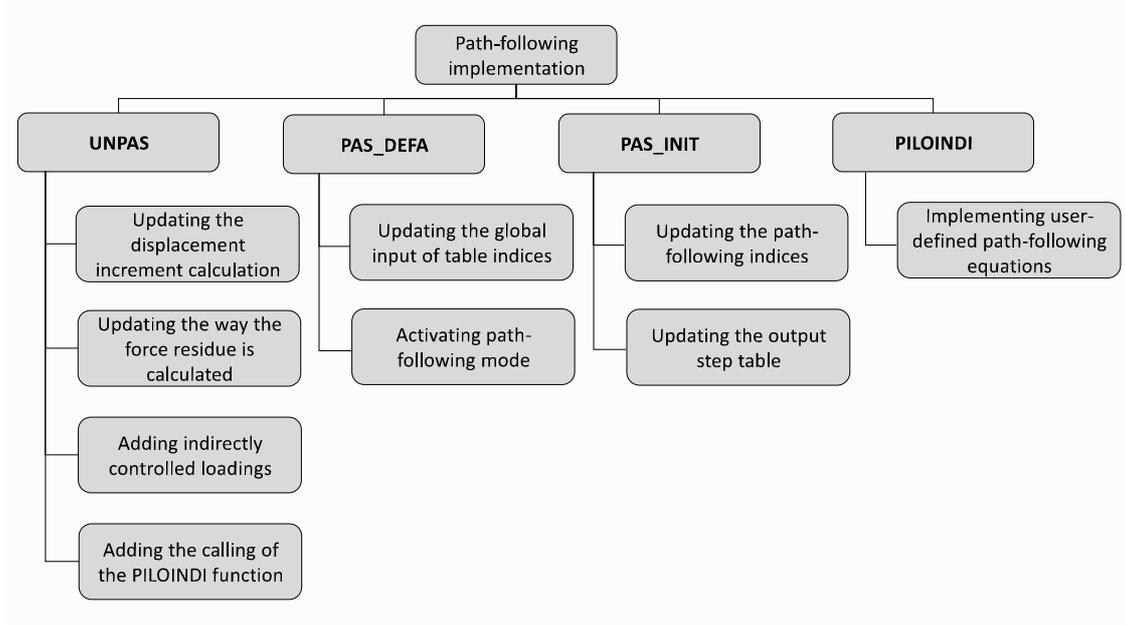 Path-following
implementation
UNPAS
PAS_DEFA
PAS_INIT
PILOINDI
Updating the
displacement
increment calculation
Updating the way the
force residue is
calculated
Adding indirectly
controlled loadings
Adding the calling of
the PILOINDI function
Updating the global
input of table indices
Activating path-
following mode
Updating the path-
following indices
Updating the output
step table
Implementing user-
defined path-following
equations